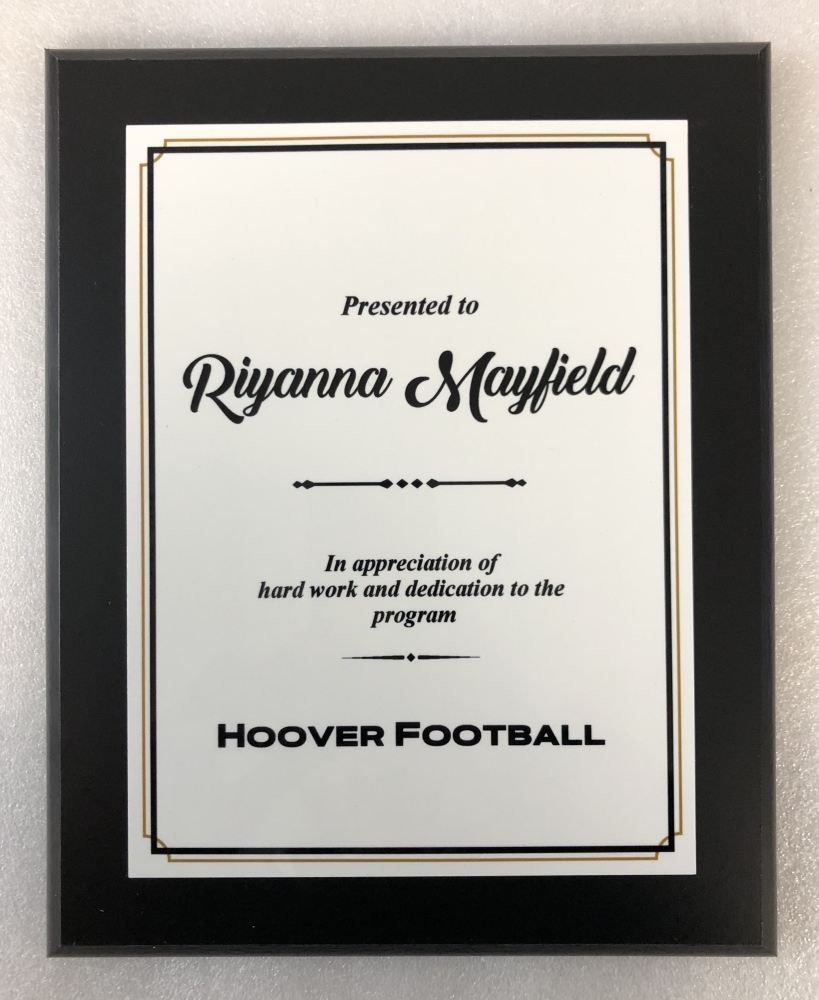 Presented to
Riyanna Mayfield
In appreciation of
hard work and dedication to the
program
HOOVER FOOTBALL